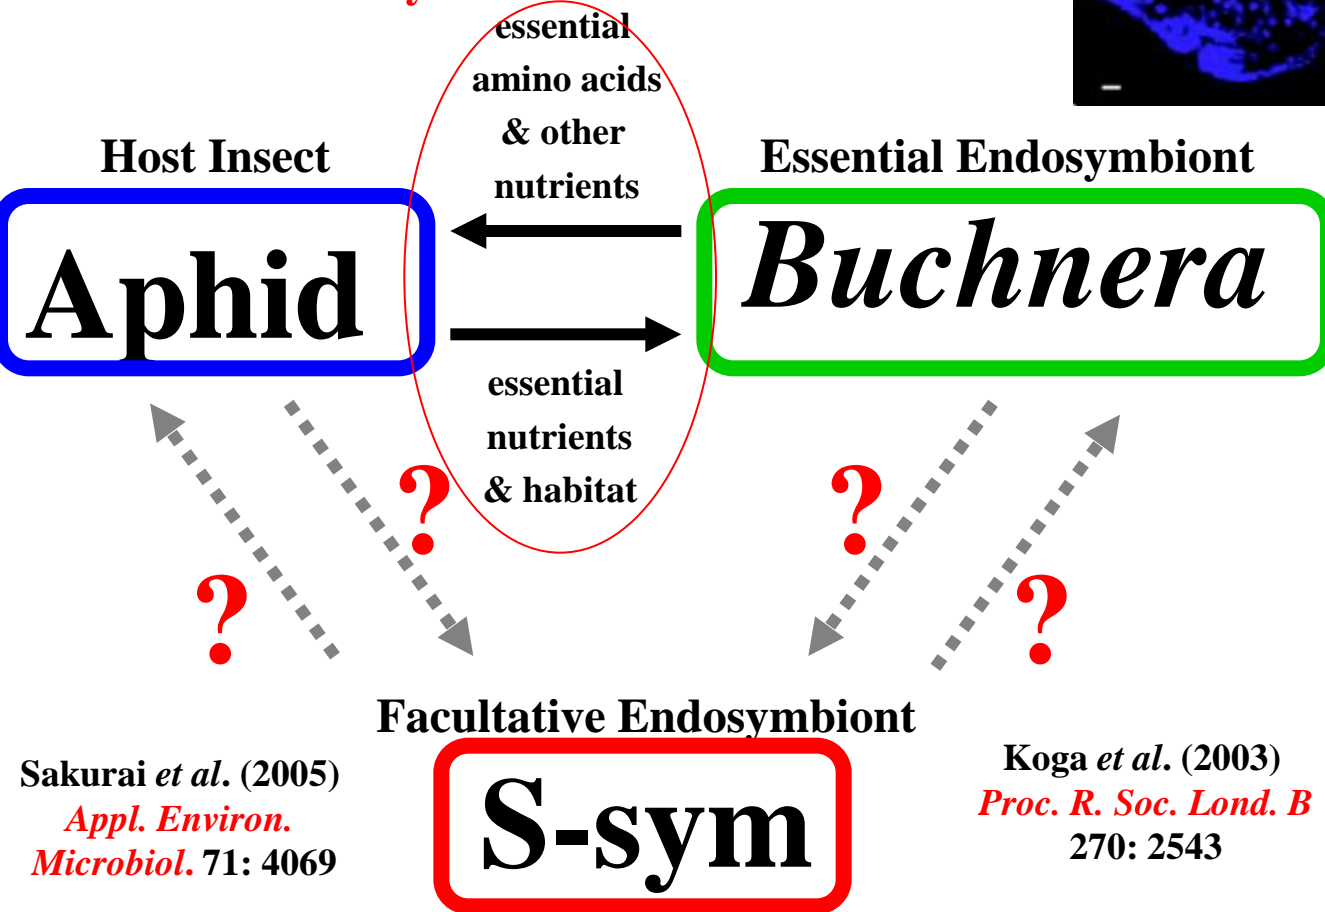 essential
amino acids
& other
nutrients
Host Insect
Essential Endosymbiont
Aphid
Buchnera
essential
nutrients
& habitat
?
?
?
?
Facultative Endosymbiont
S-sym
Sakurai et al. (2005)
Appl. Environ.
Microbiol. 71: 4069
Koga et al. (2003)
Proc. R. Soc. Lond. B
270: 2543